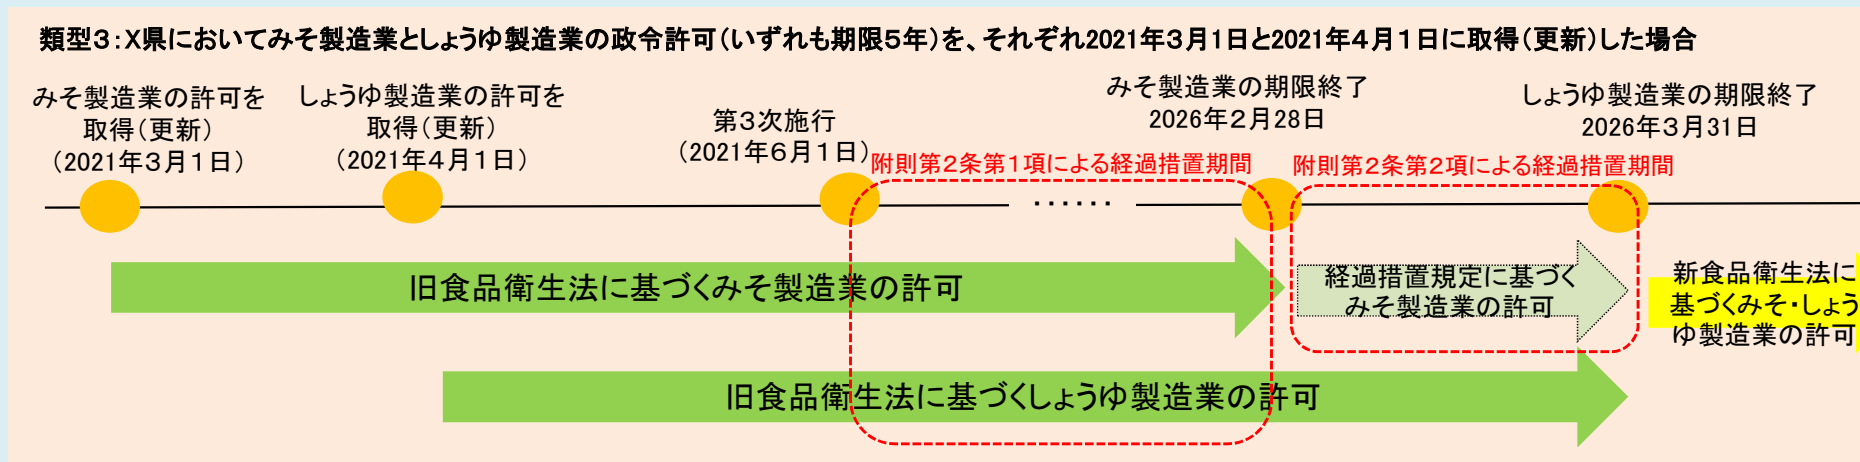 類型３：X県においてみそ製造業としょうゆ製造業の政令許可（いずれも期限５年）を、それぞれ2021年３月１日と2021年４月１日に取得（更新）した場合
みそ製造業の許可を
取得（更新）
（2021年３月１日）
しょうゆ製造業の許可を
取得（更新）
（2021年４月１日）
第３次施行
（2021年６月１日）
みそ製造業の期限終了
2026年２月28日
しょうゆ製造業の期限終了
2026年３月31日
附則第２条第１項による経過措置期間
附則第２条第２項による経過措置期間
‥‥‥
旧食品衛生法に基づくみそ製造業の許可
経過措置規定に基づく
みそ製造業の許可
新食品衛生法に
基づくみそ・しょう
ゆ製造業の許可
旧食品衛生法に基づくしょうゆ製造業の許可